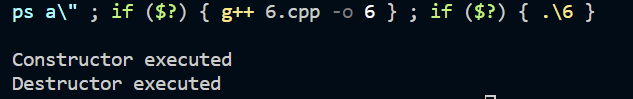 ps a\" ; if ($?) { g++ 6.cpp -o 6 } ; if ($?) { .\6 }
Constructor executed
Destructor executed